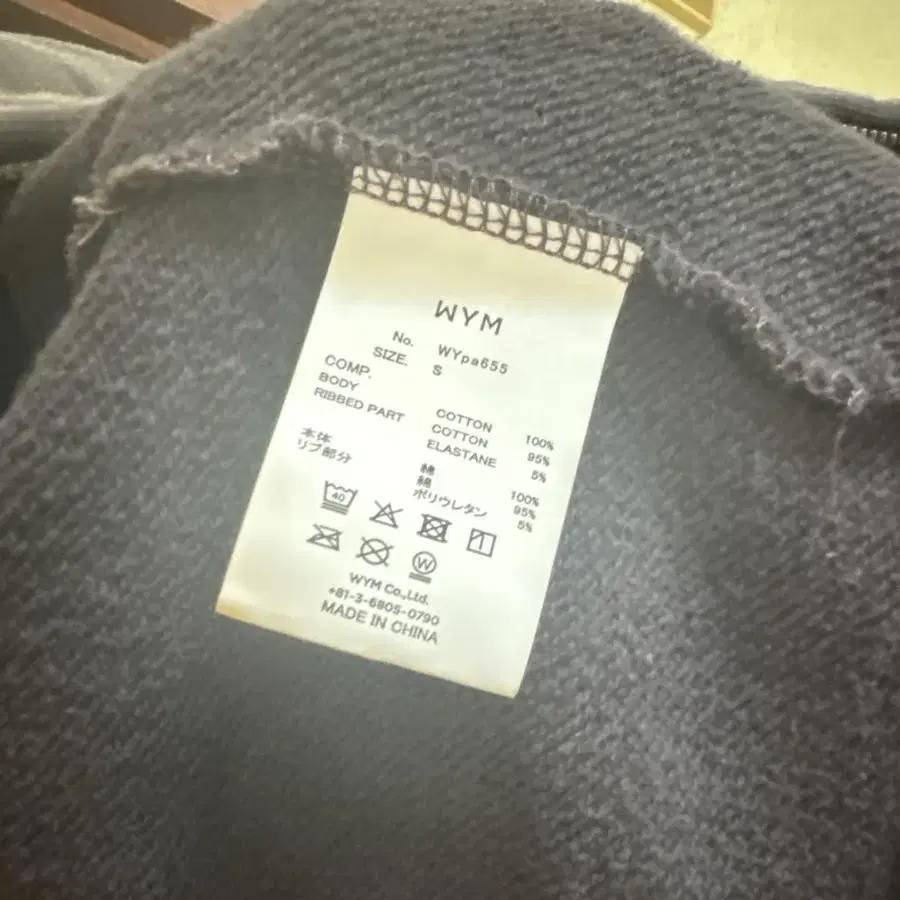 WYM
No. WYpa655
SIZE. S
COMP.
BODY COTTON 100%
RIBBED PART COTTON 95%
ELASTANE 5%
本体 綿 100%
リブ部分 綿 95%
ポリウレタン 5%
40
W
WYM Co.,Ltd.
+81-3-6805-0790
MADE IN CHINA